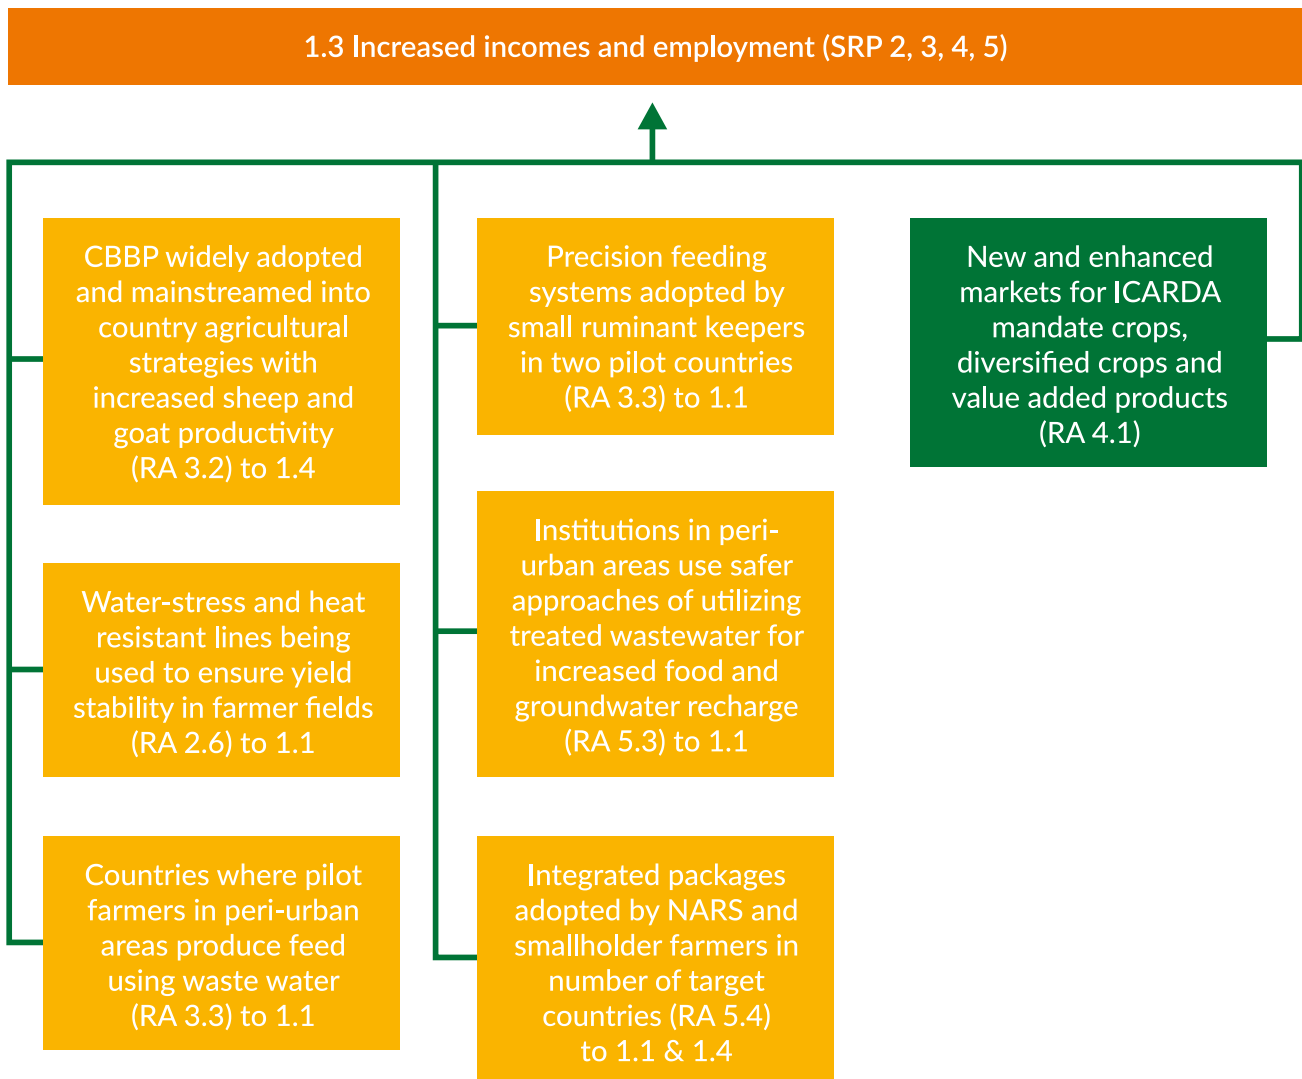 1.3 Increased incomes and employment (SRP 2, 3, 4, 5)
CBBP widely adopted
and mainstreamed into
country agricultural
strategies with
increased sheep and
goat productivity
(RA 3.2) to 1.4
Water-stress and heat
resistant lines being
used to ensure yield
stability in farmer fields
(RA 2.6) to 1.1
Countries where pilot
farmers in peri-urban
areas produce feed
using waste water
(RA 3.3) to 1.1
Precision feeding
systems adopted by
small ruminant keepers
in two pilot countries
(RA 3.3) to 1.1
Institutions in peri-
urban areas use safer
approaches of utilizing
treated wastewater for
increased food and
groundwater recharge
(RA 5.3) to 1.1
Integrated packages
adopted by NARS and
smallholder farmers in
number of target
countries (RA 5.4)
to 1.1 & 1.4
New and enhanced
markets for ICARDA
mandate crops,
diversified crops and
value added products
(RA 4.1)